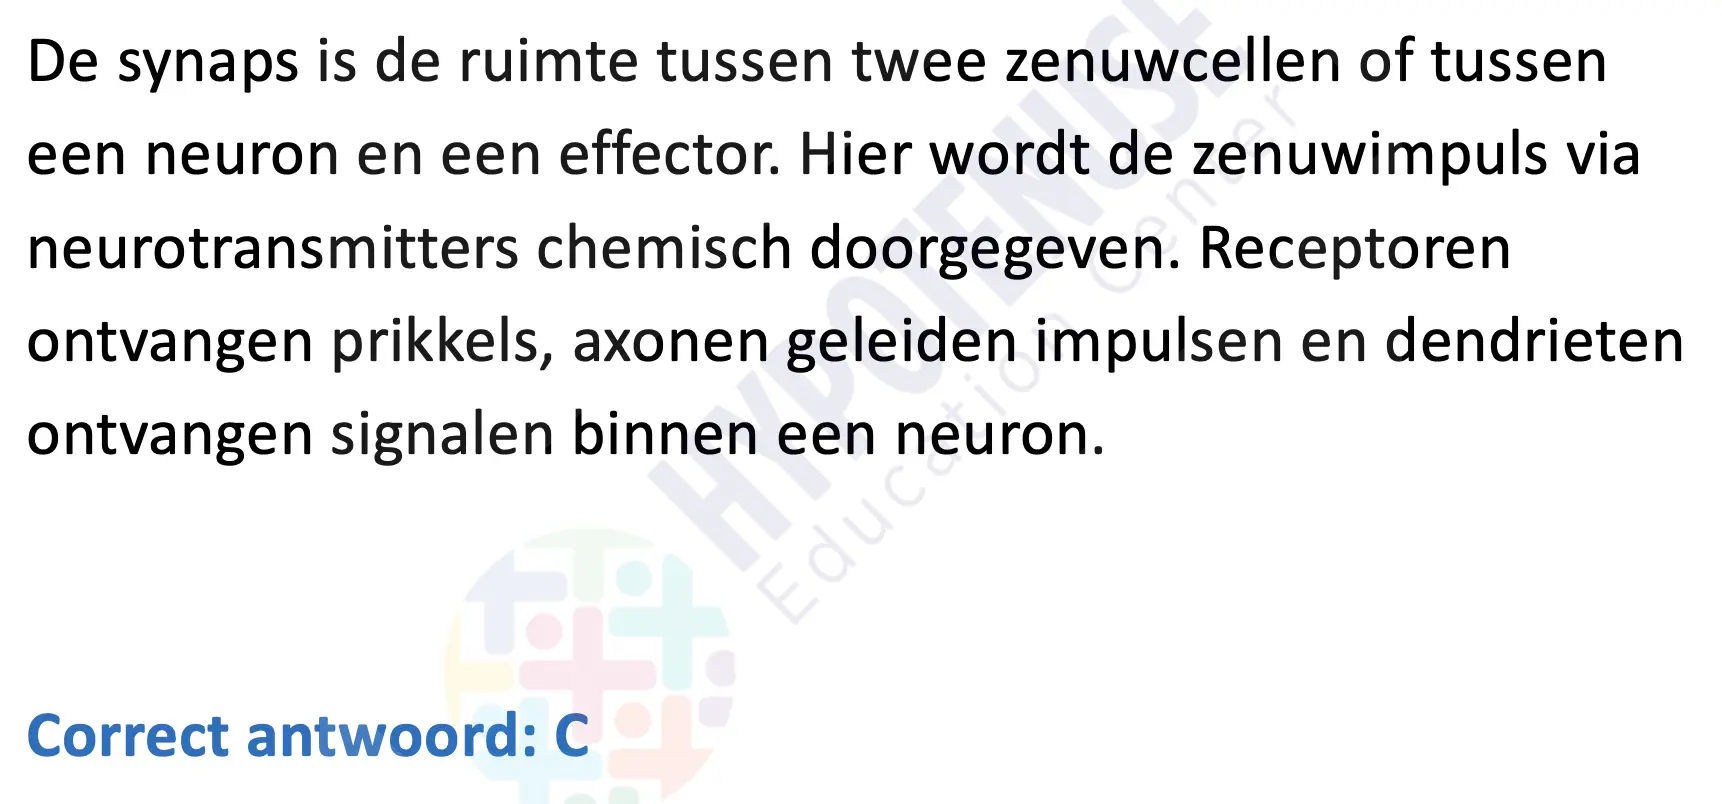 De synaps is de ruimte tussen twee zenuwcellen of tussen
een neuron en een effector. Hier wordt de zenuwimpuls via
neurotransmitters chemisch doorgegeven. Receptoren
ontvangen prikkels, axonen geleiden impulsen en dendrieten
ontvangen signalen binnen een neuron.
HYPOTENUSE
Education Center
Correct antwoord: C